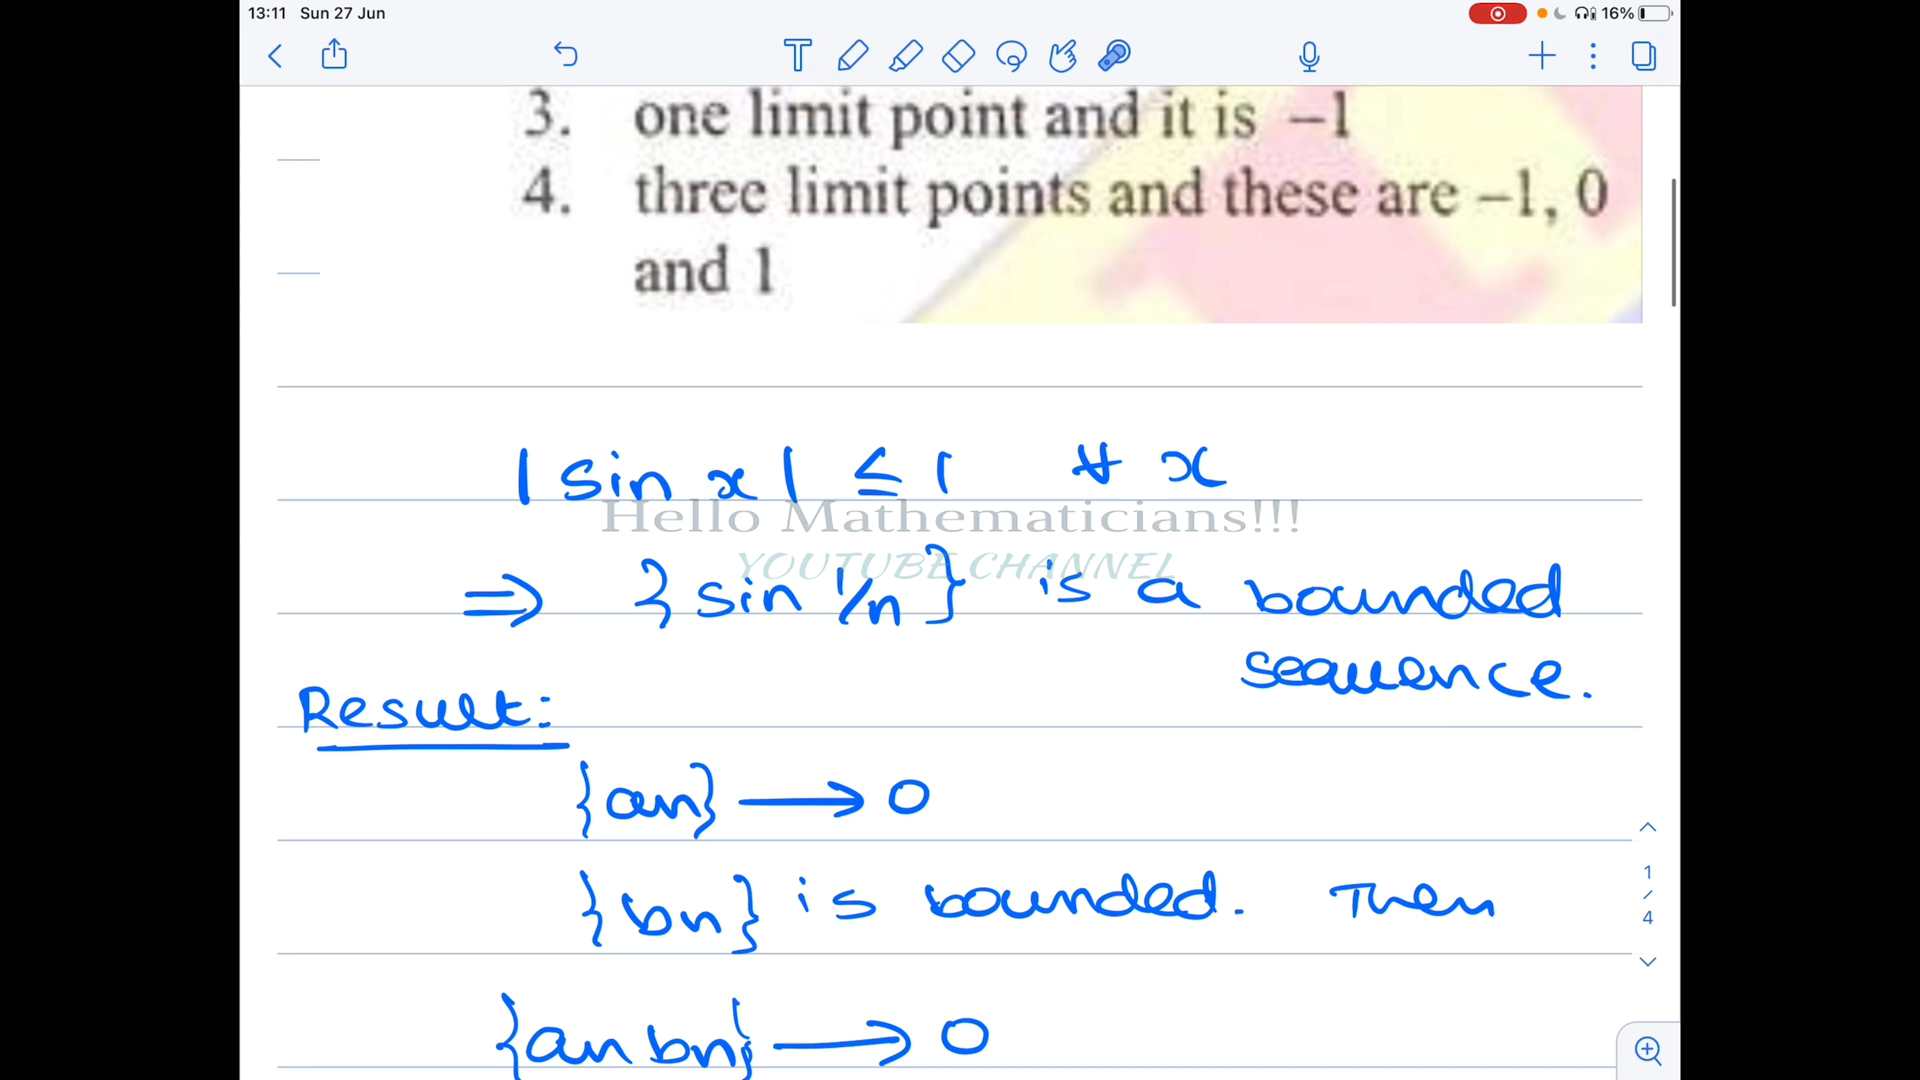 13:11 Sun 27 Jun
16%
3. one limit point and it is –1
4. three limit points and these are –1, 0
and 1
|sin x| ≤ 1 ∀ x
Hello Mathematicians!!!
YOUTUBE CHANNEL
⇒ {sin 1/n} is a bounded
sequence.
Result:
{an} ⟶ 0
{bn} is bounded. Then
{an bn} ⟶ 0
1
/
4